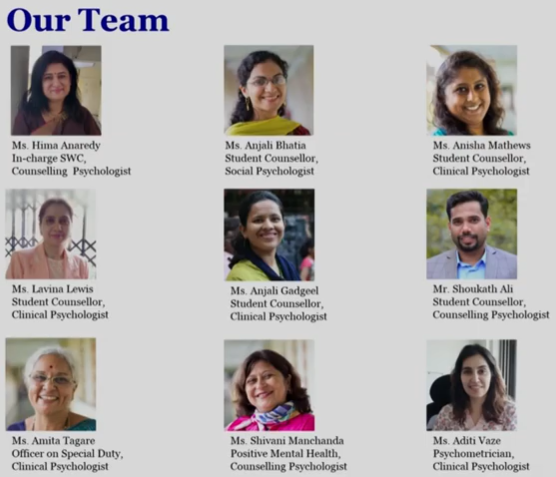 Our Team
Ms. Hima Anaredy
In-charge SWC,
Counselling Psychologist
Ms. Anjali Bhatia
Student Counsellor,
Social Psychologist
Ms. Anisha Mathews
Student Counsellor,
Clinical Psychologist
Ms. Lavina Lewis
Student Counsellor,
Clinical Psychologist
Ms. Anjali Gadgeel
Student Counsellor,
Clinical Psychologist
Mr. Shoukath Ali
Student Counsellor,
Counselling Psychologist
Ms. Amita Tagare
Officer on Special Duty,
Clinical Psychologist
Ms. Shivani Manchanda
Positive Mental Health,
Counselling Psychologist
Ms. Aditi Vaze
Psychometrician,
Clinical Psychologist